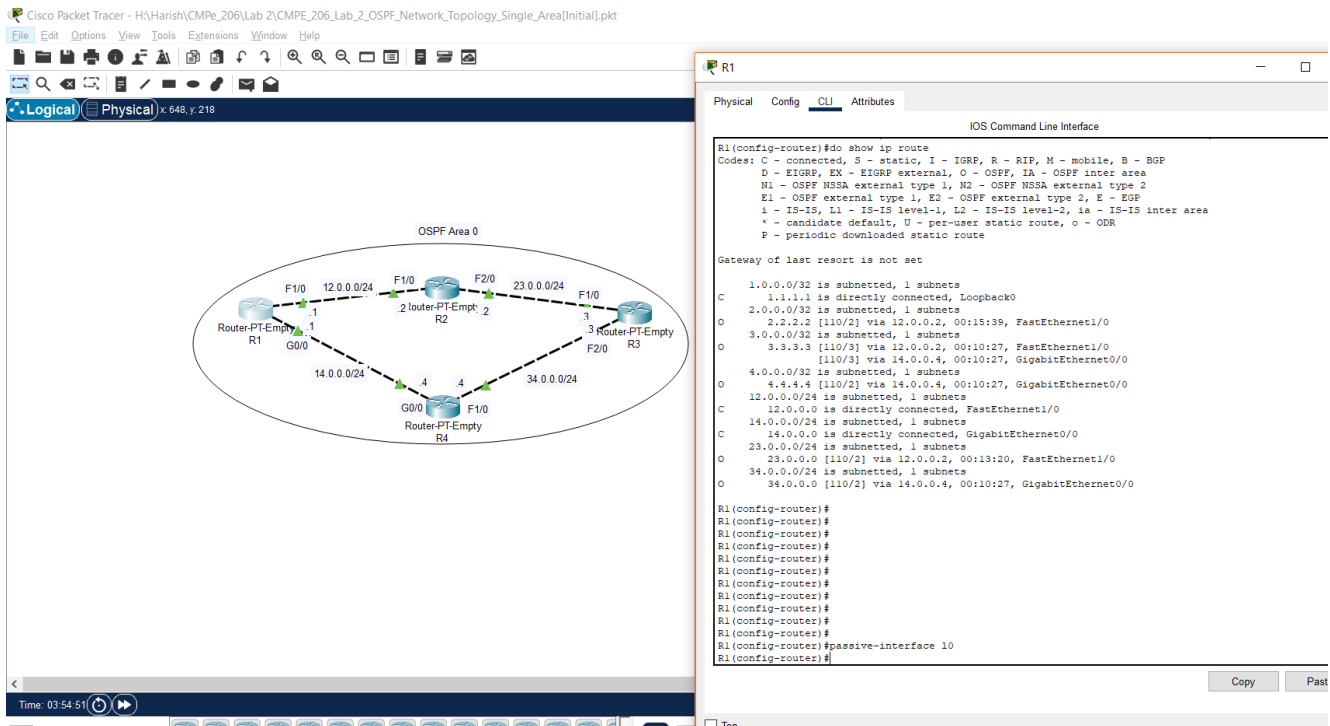 Cisco Packet Tracer - H:\Harish\CMPe_206\Lab 2\CMPE_206_Lab_2_OSPF_Network_Topology_Single_Area[Initial].pkt
File Edit Options View Tools Extensions Window Help
Logical Physical x: 648, y: 218
OSPF Area 0
F1/0 12.0.0.0/24 F1/0 F2/0 23.0.0.0/24 F1/0
.1 .2 Router-PT-Empty .2 .3
R2
Router-PT-Empty .1 .3 Router-PT-Empty
R1 R3
G0/0 F2/0
14.0.0.0/24 .4 .4 34.0.0.0/24
G0/0 F1/0
Router-PT-Empty
R4
Time: 03:54:51
R1
Physical Config CLI Attributes
IOS Command Line Interface
R1(config-router)#do show ip route
Codes: C - connected, S - static, I - IGRP, R - RIP, M - mobile, B - BGP
D - EIGRP, EX - EIGRP external, O - OSPF, IA - OSPF inter area
N1 - OSPF NSSA external type 1, N2 - OSPF NSSA external type 2
E1 - OSPF external type 1, E2 - OSPF external type 2, E - EGP
i - IS-IS, L1 - IS-IS level-1, L2 - IS-IS level-2, ia - IS-IS inter area
* - candidate default, U - per-user static route, o - ODR
P - periodic downloaded static route
Gateway of last resort is not set
1.0.0.0/32 is subnetted, 1 subnets
C 1.1.1.1 is directly connected, Loopback0
2.0.0.0/32 is subnetted, 1 subnets
O 2.2.2.2 [110/2] via 12.0.0.2, 00:15:39, FastEthernet1/0
3.0.0.0/32 is subnetted, 1 subnets
O 3.3.3.3 [110/3] via 12.0.0.2, 00:10:27, FastEthernet1/0
[110/3] via 14.0.0.4, 00:10:27, GigabitEthernet0/0
4.0.0.0/32 is subnetted, 1 subnets
O 4.4.4.4 [110/2] via 14.0.0.4, 00:10:27, GigabitEthernet0/0
12.0.0.0/24 is subnetted, 1 subnets
C 12.0.0.0 is directly connected, FastEthernet1/0
14.0.0.0/24 is subnetted, 1 subnets
C 14.0.0.0 is directly connected, GigabitEthernet0/0
23.0.0.0/24 is subnetted, 1 subnets
O 23.0.0.0 [110/2] via 12.0.0.2, 00:13:20, FastEthernet1/0
34.0.0.0/24 is subnetted, 1 subnets
O 34.0.0.0 [110/2] via 14.0.0.4, 00:10:27, GigabitEthernet0/0
R1(config-router)#
R1(config-router)#
R1(config-router)#
R1(config-router)#
R1(config-router)#
R1(config-router)#
R1(config-router)#
R1(config-router)#
R1(config-router)#
R1(config-router)#
R1(config-router)#
R1(config-router)#passive-interface l0
R1(config-router)#
Copy Past
Top